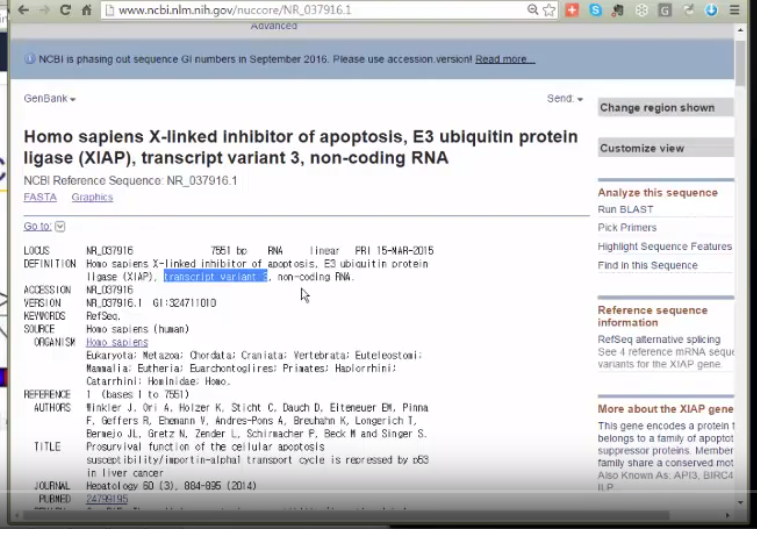 www.ncbi.nlm.nih.gov/nuccore/NR_037916.1
Advanced
NCBI is phasing out sequence GI numbers in September 2016. Please use accession.version! Read more...
GenBank
Send:
Homo sapiens X-linked inhibitor of apoptosis, E3 ubiquitin protein
ligase (XIAP), transcript variant 3, non-coding RNA
NCBI Reference Sequence: NR_037916.1
FASTA Graphics
Go to:
LOCUS NR_037916 7551 bp RNA linear PRI 15-MAR-2015
DEFINITION Homo sapiens X-linked inhibitor of apoptosis, E3 ubiquitin protein
ligase (XIAP), transcript variant 3, non-coding RNA.
ACCESSION NR_037916
VERSION NR_037916.1 GI:324711010
KEYWORDS RefSeq.
SOURCE Homo sapiens (human)
ORGANISM Homo sapiens
Eukaryota; Metazoa; Chordata; Craniata; Vertebrata; Euteleostomi;
Mammalia; Eutheria; Euarchontoglires; Primates; Haplorrhini;
Catarrhini; Hominidae; Homo.
REFERENCE 1 (bases 1 to 7551)
AUTHORS Winkler J, Ori A, Holzer K, Sticht C, Dauch D, Eiteneuer EM, Pinna
F, Geffers R, Ehemann V, Andres-Pons A, Breuhahn K, Longerich T,
Bermejo JL, Gretz N, Zender L, Schirmacher P, Beck M and Singer S.
TITLE Prosurvival function of the cellular apoptosis
susceptibility/importin-alpha1 transport cycle is repressed by p53
in liver cancer
JOURNAL Hepatology 60 (3), 884-895 (2014)
PUBMED 24799195
Change region shown
Customize view
Analyze this sequence
Run BLAST
Pick Primers
Highlight Sequence Features
Find in this Sequence
Reference sequence
information
RefSeq alternative splicing
See 4 reference mRNA seque
variants for the XIAP gene.
More about the XIAP gene
This gene encodes a protein t
belongs to a family of apoptot
suppressor proteins. Member
family share a conserved mot
Also Known As: API3, BIRC4
ILP